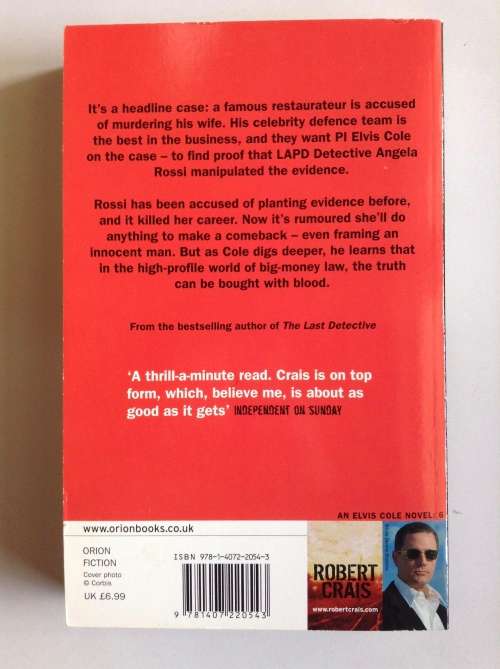 It's a headline case: a famous restaurateur is accused
of murdering his wife. His celebrity defence team is
the best in the business, and they want PI Elvis Cole
on the case – to find proof that LAPD Detective Angela
Rossi manipulated the evidence.
Rossi has been accused of planting evidence before,
and it killed her career. Now it's rumoured she'll do
anything to make a comeback – even framing an
innocent man. But as Cole digs deeper, he learns that
in the high-profile world of big-money law, the truth
can be bought with blood.
From the bestselling author of The Last Detective
'A thrill-a-minute read. Crais is on top
form, which, believe me, is about as
good as it gets' INDEPENDENT ON SUNDAY
AN ELVIS COLE NOVEL: 6
www.orionbooks.co.uk
ORION
FICTION
Cover photo
© Corbis
UK £6.99
ISBN 978-1-4072-2054-3
9 781407 220543
ROBERT
CRAIS
www.robertcrais.com